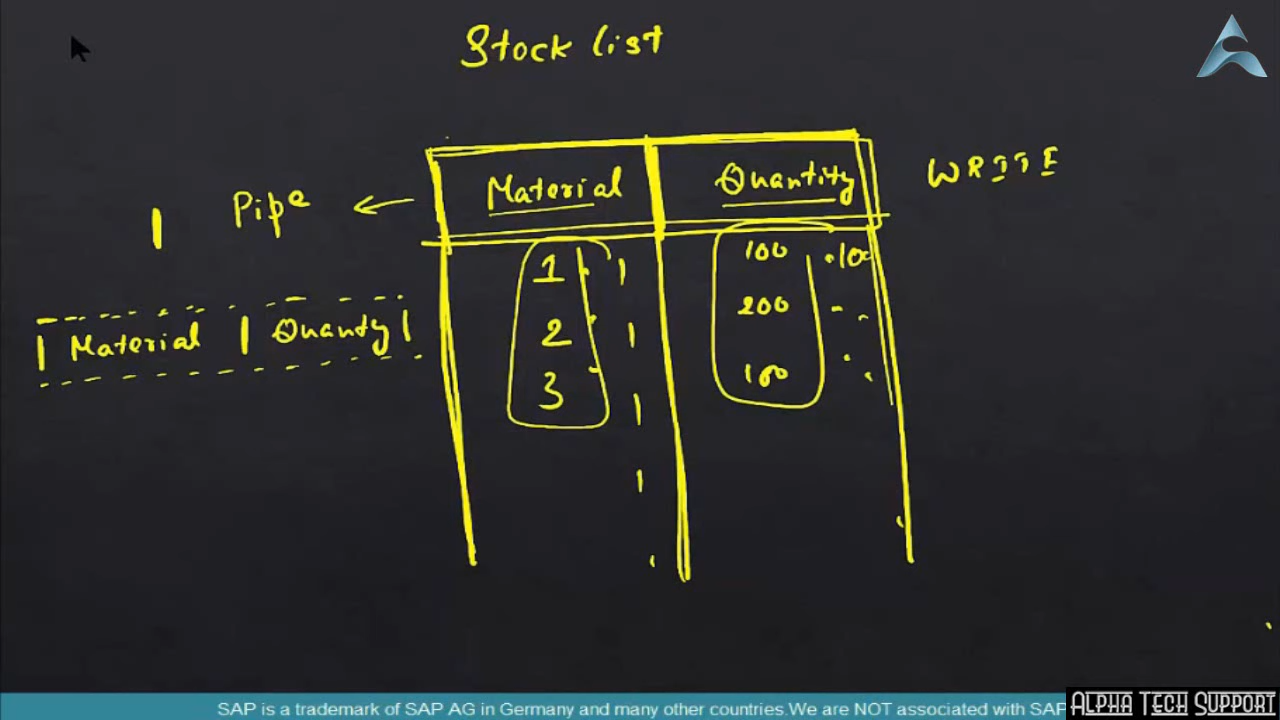 Stock list
Material Quantity WRITE
| Pipe ←
1 | 100 .100
| Material | Quanty |
2 | 200
3 | 100
|
SAP is a trademark of SAP AG in Germany and many other countries.We are NOT associated with SAP
ALPHA TECH SUPPORT